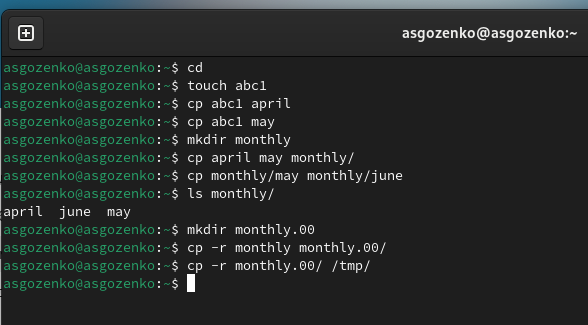 asgozenko@asgozenko:~
asgozenko@asgozenko:~$ cd
asgozenko@asgozenko:~$ touch abc1
asgozenko@asgozenko:~$ cp abc1 april
asgozenko@asgozenko:~$ cp abc1 may
asgozenko@asgozenko:~$ mkdir monthly
asgozenko@asgozenko:~$ cp april may monthly/
asgozenko@asgozenko:~$ cp monthly/may monthly/june
asgozenko@asgozenko:~$ ls monthly/
april  june  may
asgozenko@asgozenko:~$ mkdir monthly.00
asgozenko@asgozenko:~$ cp -r monthly monthly.00/
asgozenko@asgozenko:~$ cp -r monthly.00/ /tmp/
asgozenko@asgozenko:~$